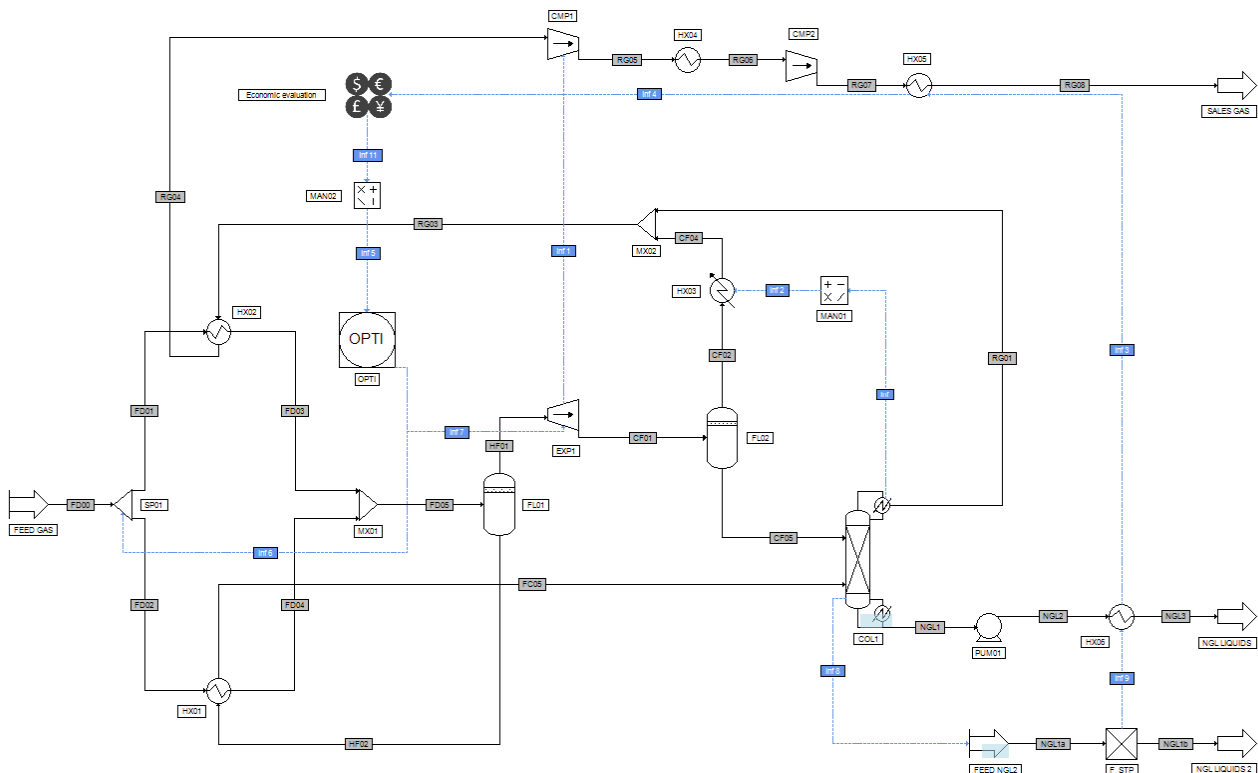 CMP1
HX04
CMP2
HX05
RG05
RG06
RG07
RG08
SALES GAS
Economic evaluation
$ €
£ ¥
Inf 4
Inf 11
MAN02
RG04
RG03
Inf 5
Inf 1
CF04
MX02
HX03
Inf 2
MAN01
HX02
OPTI
OPTI
CF02
RG01
Inf 3
Inf
FD01
FD03
Inf 7
HF01
EXP1
CF01
FL02
FEED GAS
FD00
SP01
MX01
FD05
FL01
Inf 6
CF05
FC05
FD02
FD04
COL1
NGL1
PUM01
NGL2
HX06
NGL3
NGL LIQUIDS
HX01
HF02
Inf 8
Inf 9
FEED NGL2
NGL1a
F_STP
NGL1b
NGL LIQUIDS 2